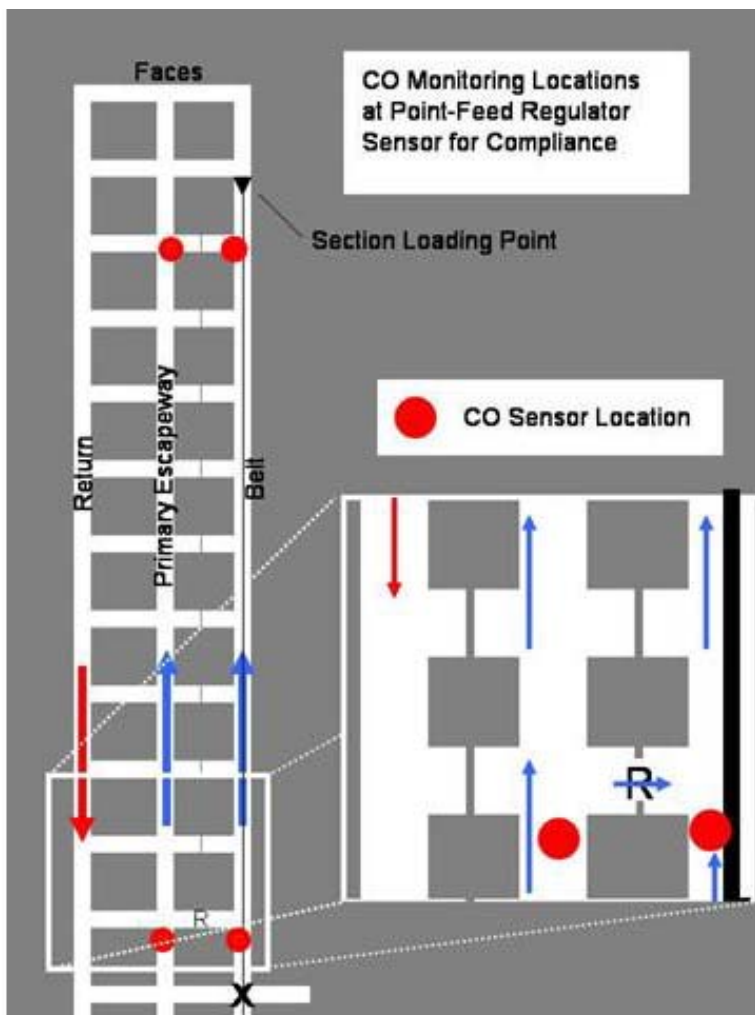 Faces
CO Monitoring Locations
at Point-Feed Regulator
Sensor for Compliance
Section Loading Point
CO Sensor Location
Return
Primary Escapeway
Belt
R
R
X